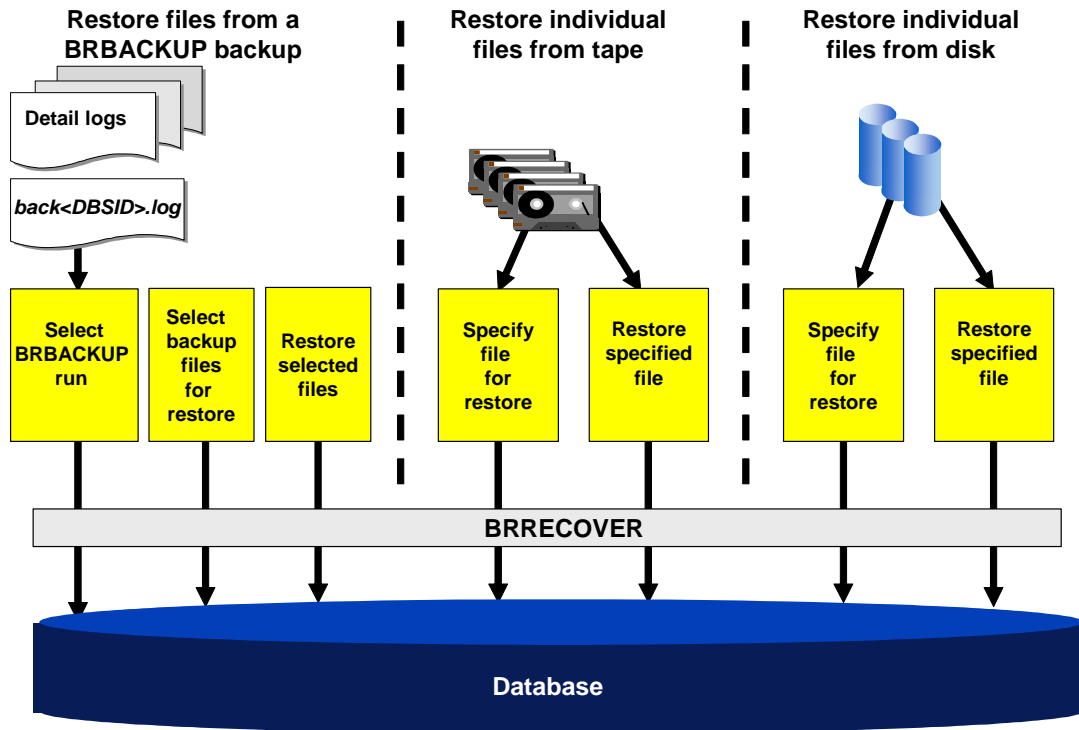 Restore files from a
BRBACKUP backup
Detail logs
back<DBSID>.log
Select
BRBACKUP
run
Select
backup
files
for
restore
Restore
selected
files
Restore individual
files from tape
Specify
file
for
restore
Restore
specified
file
Restore individual
files from disk
Specify
file
for
restore
Restore
specified
file
BRRECOVER
Database